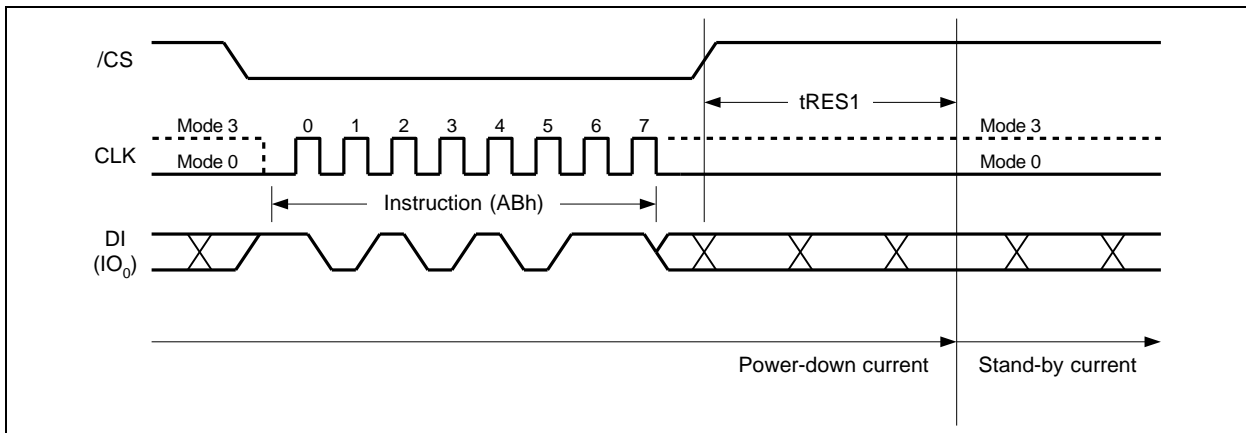 /CS
tRES1
Mode 3 0 1 2 3 4 5 6 7 Mode 3
CLK
Mode 0 Mode 0
Instruction (ABh)
DI
(IO0)
Power-down current Stand-by current